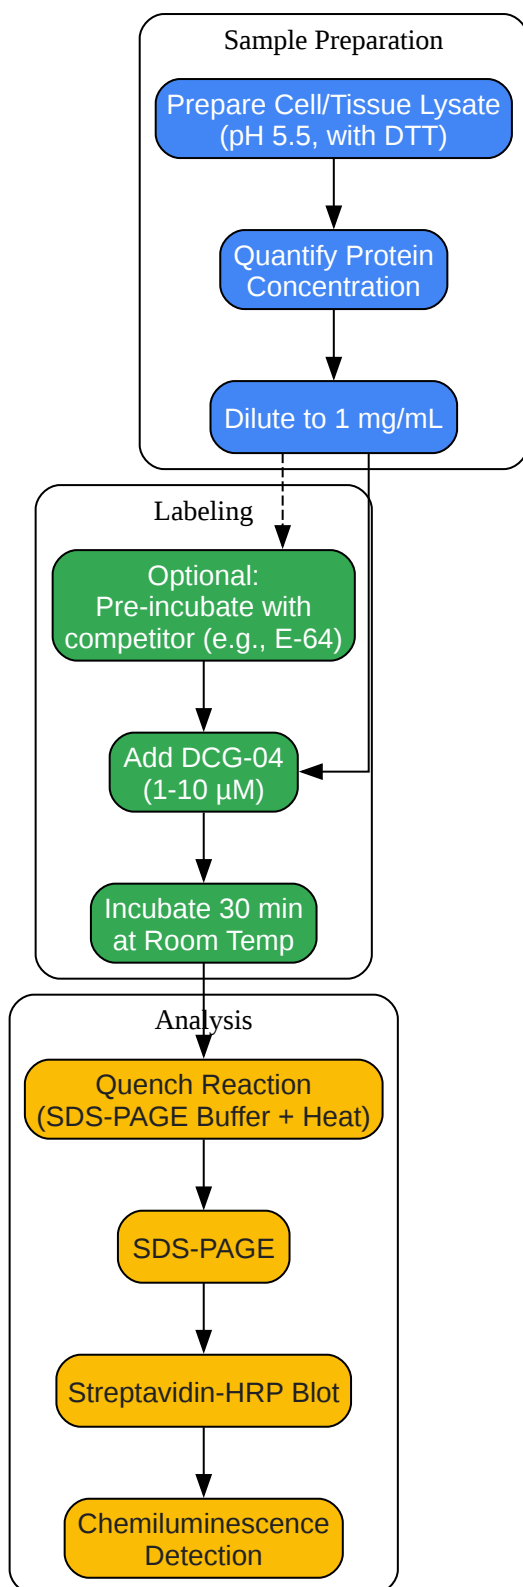 Sample Preparation
Prepare Cell/Tissue Lysate
(pH 5.5, with DTT)
Quantify Protein
Concentration
Dilute to 1 mg/mL
Labeling
Optional:
Pre-incubate with
competitor (e.g., E-64)
Add DCG-04
(1-10 µM)
Incubate 30 min
at Room Temp
Analysis
Quench Reaction
(SDS-PAGE Buffer + Heat)
SDS-PAGE
Streptavidin-HRP Blot
Chemiluminescence
Detection